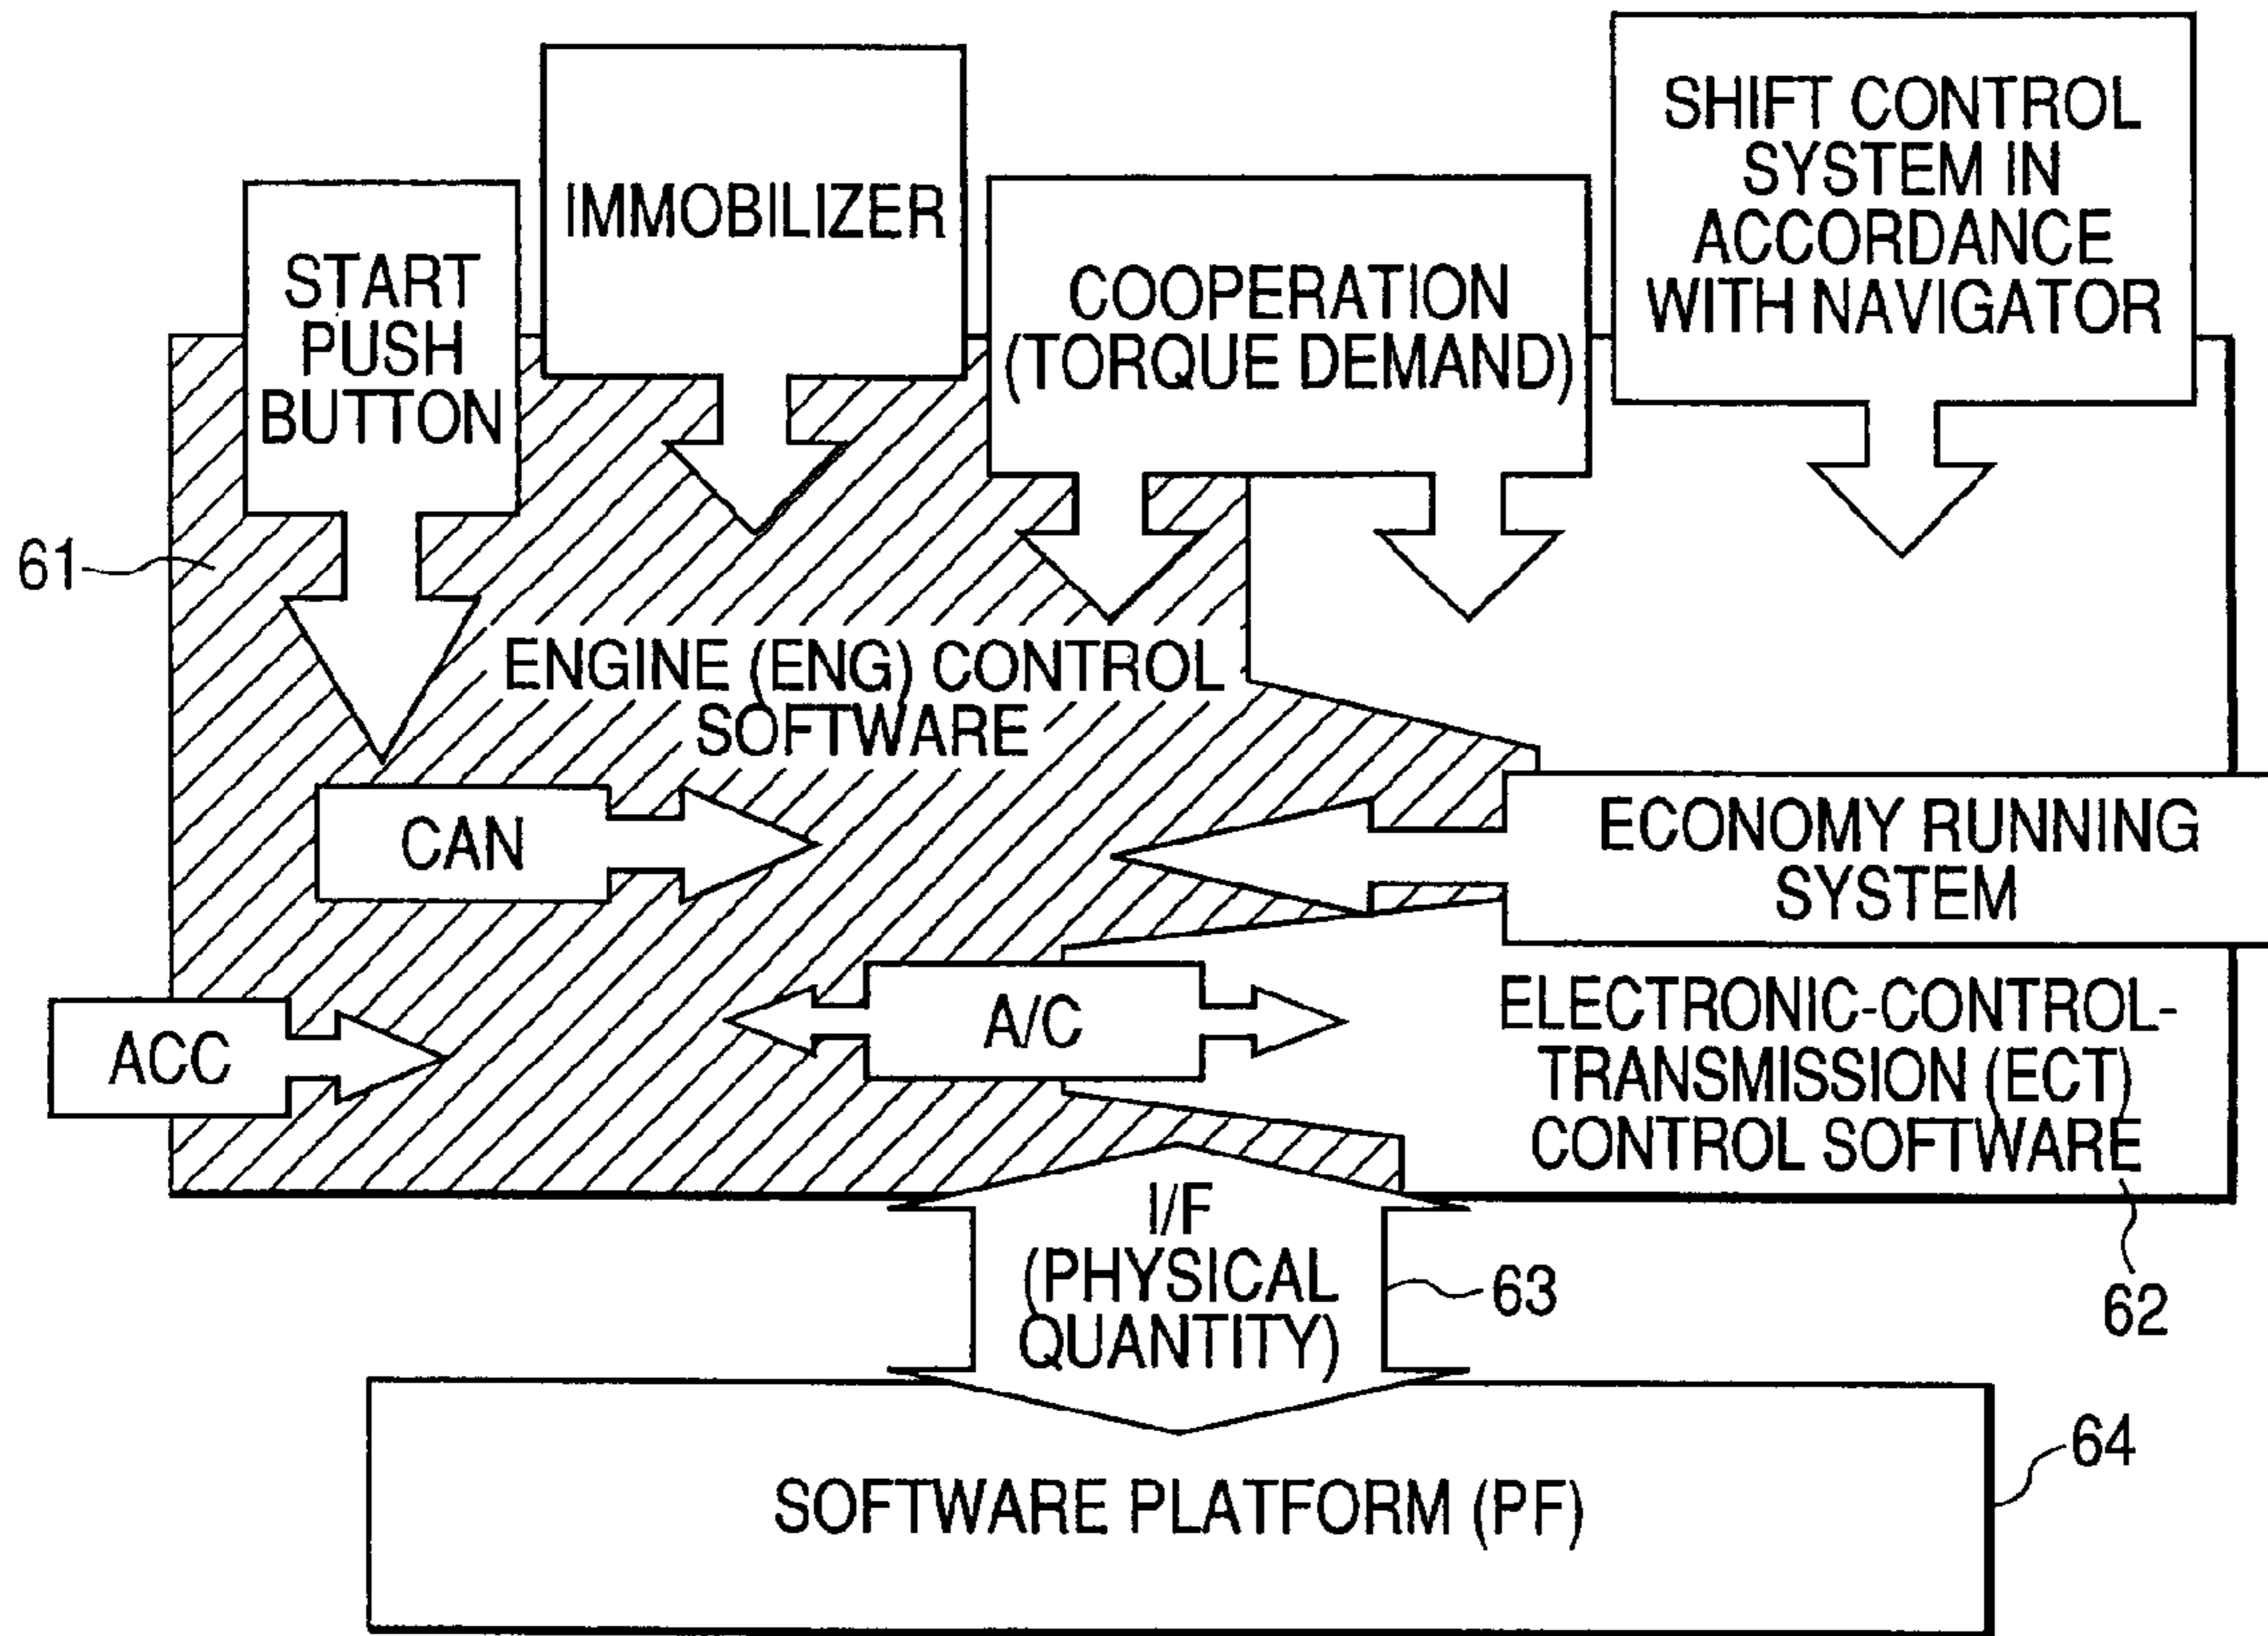 SHIFT CONTROL
SYSTEM IN
ACCORDANCE
WITH NAVIGATOR
IMMOBILIZER
START
PUSH
BUTTON
COOPERATION
(TORQUE DEMAND)
61
ENGINE (ENG) CONTROL
SOFTWARE
CAN
ECONOMY RUNNING
SYSTEM
ACC
A/C
ELECTRONIC-CONTROL-
TRANSMISSION (ECT)
CONTROL SOFTWARE
I/F
(PHYSICAL
QUANTITY)
63
62
64
SOFTWARE PLATFORM (PF)